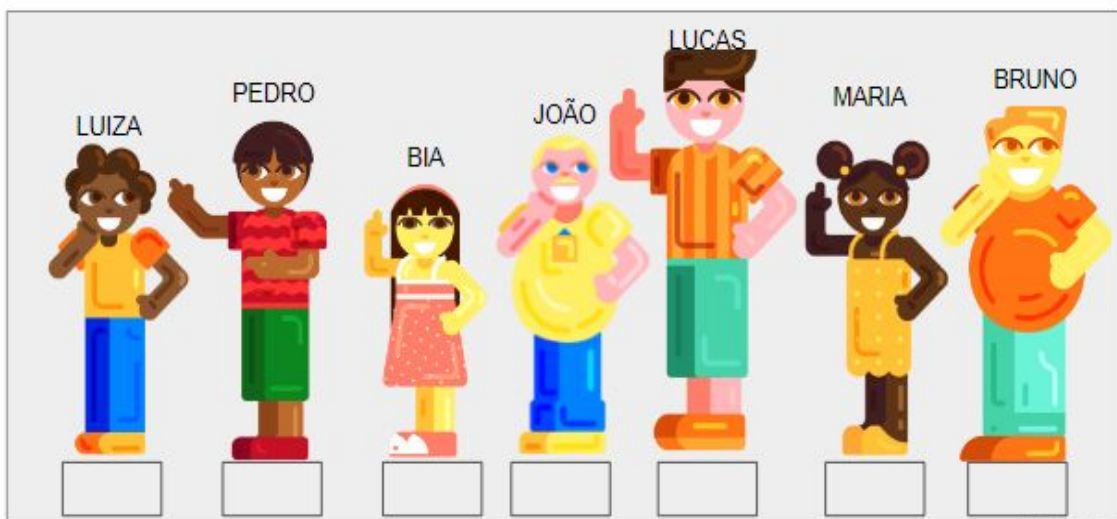 LUIZA
PEDRO
BIA
JOÃO
LUCAS
MARIA
BRUNO